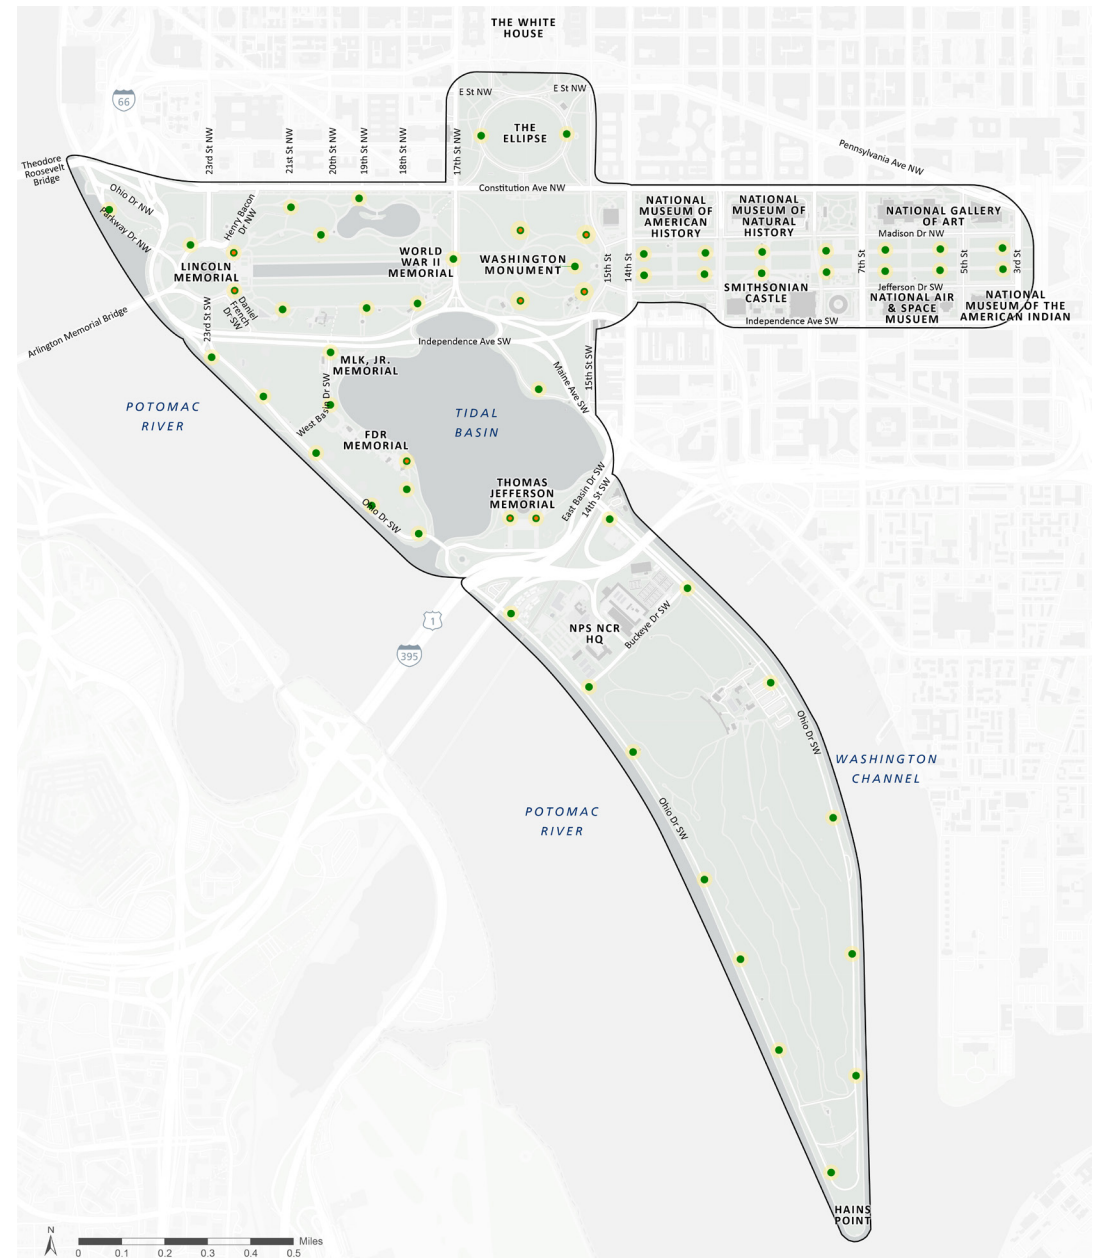 THE WHITE
HOUSE
E St NW
E St NW
66
THE
ELLIPSE
23rd St NW
21st St NW
20th St NW
19th St NW
18th St NW
17th St NW
Pennsylvania Ave NW
Theodore
Roosevelt
Bridge
Ohio Dr NW
Constitution Ave NW
Parkway Dr NW
Henry Bacon
Dr NW
NATIONAL
MUSEUM OF
AMERICAN
HISTORY
NATIONAL
MUSEUM OF
NATURAL
HISTORY
NATIONAL GALLERY
OF ART
Madison Dr NW
LINCOLN
MEMORIAL
WORLD
WAR II
MEMORIAL
WASHINGTON
MONUMENT
15th St
14th St
7th St
5th St
3rd St
SMITHSONIAN
CASTLE
Jefferson Dr SW
NATIONAL AIR
& SPACE
MUSUEM
NATIONAL
MUSEUM OF THE
AMERICAN INDIAN
Daniel
French
Dr SW
23rd St SW
Arlington Memorial Bridge
Independence Ave SW
Independence Ave SW
MLK, JR.
MEMORIAL
Maine Ave SW
15th St SW
POTOMAC
RIVER
West Basin Dr SW
TIDAL
BASIN
FDR
MEMORIAL
THOMAS
JEFFERSON
MEMORIAL
East Basin Dr SW
14th St SW
Ohio Dr SW
1
395
NPS NCR
HQ
Buckeye Dr SW
Ohio Dr SW
WASHINGTON
CHANNEL
POTOMAC
RIVER
Ohio Dr SW
HAINS
POINT
N
Miles
0 0.1 0.2 0.3 0.4 0.5